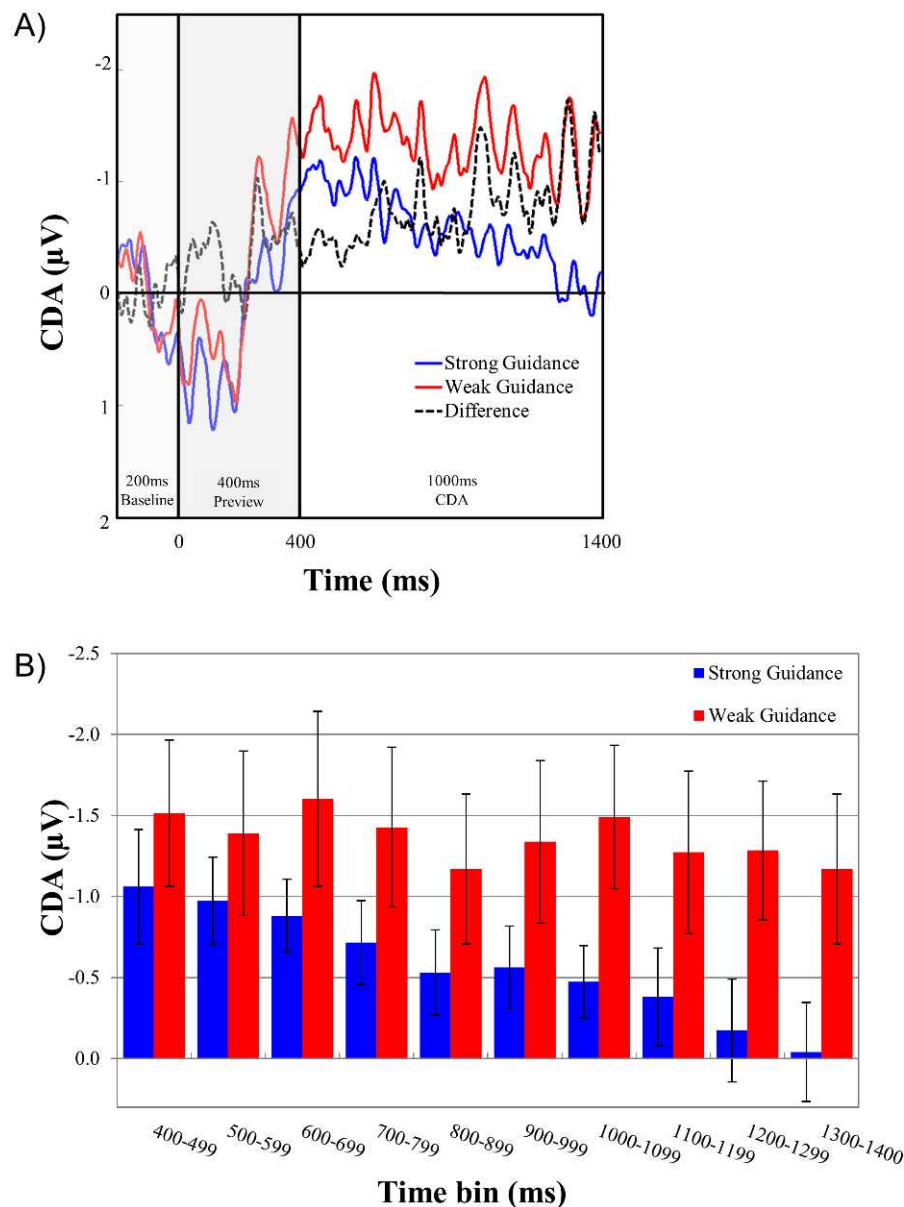 A)
-2
-1
0
1
2
CDA (µV)
Strong Guidance
Weak Guidance
Difference
200ms
Baseline
400ms
Preview
1000ms
CDA
0
400
1400
Time (ms)
B)
-2.5
-2.0
-1.5
-1.0
-0.5
0.0
CDA (µV)
Strong Guidance
Weak Guidance
400-499
500-599
600-699
700-799
800-899
900-999
1000-1099
1100-1199
1200-1299
1300-1400
Time bin (ms)